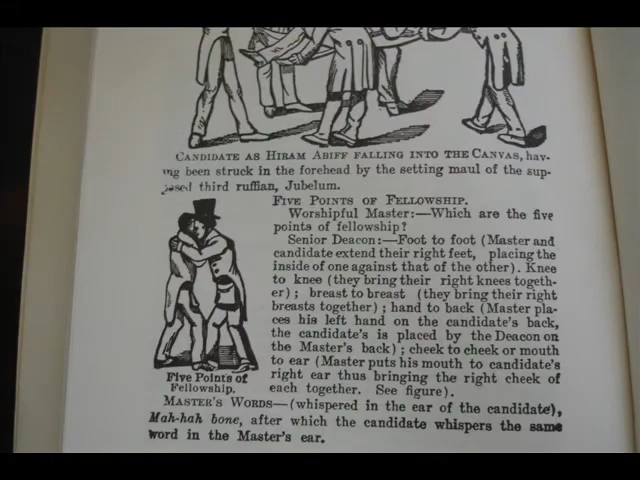 CANDIDATE AS HIRAM ABIFF FALLING INTO THE CANVAS, hav-
ing been struck in the forehead by the setting maul of the sup-
posed third ruffian, Jubelum.
FIVE POINTS OF FELLOWSHIP.
Worshipful Master:—Which are the five
points of fellowship?
Senior Deacon:—Foot to foot (Master and
candidate extend their right feet, placing the
inside of one against that of the other). Knee
to knee (they bring their right knees togeth-
er); breast to breast (they bring their right
breasts together); hand to back (Master pla-
ces his left hand on the candidate's back,
the candidate's is placed by the Deacon on
the Master's back); cheek to cheek or mouth
to ear (Master puts his mouth to candidate's
right ear thus bringing the right cheek of
each together. See figure).
Five Points of
Fellowship.
MASTER'S WORDS—(whispered in the ear of the candidate),
Mah-hah bone, after which the candidate whispers the same
word in the Master's ear.